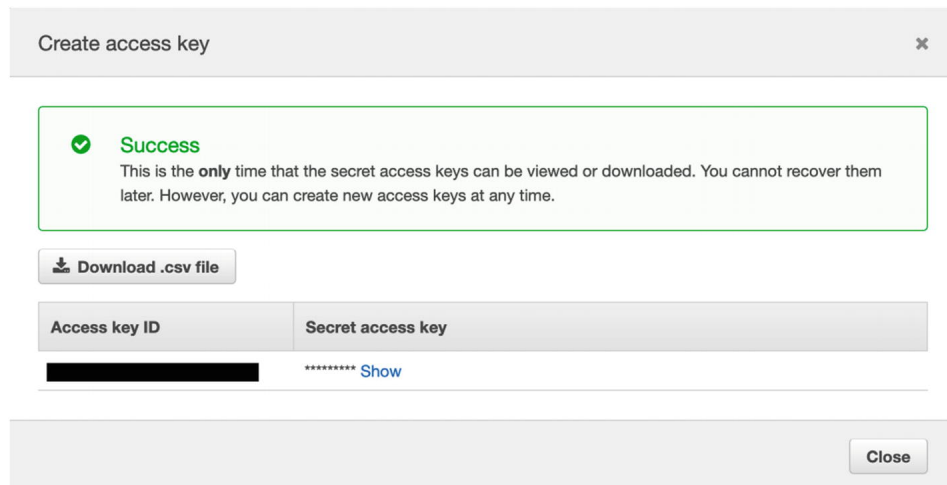 Create access key
×
Success
This is the only time that the secret access keys can be viewed or downloaded. You cannot recover them
later. However, you can create new access keys at any time.
Download .csv file
Access key ID Secret access key
********* Show
Close